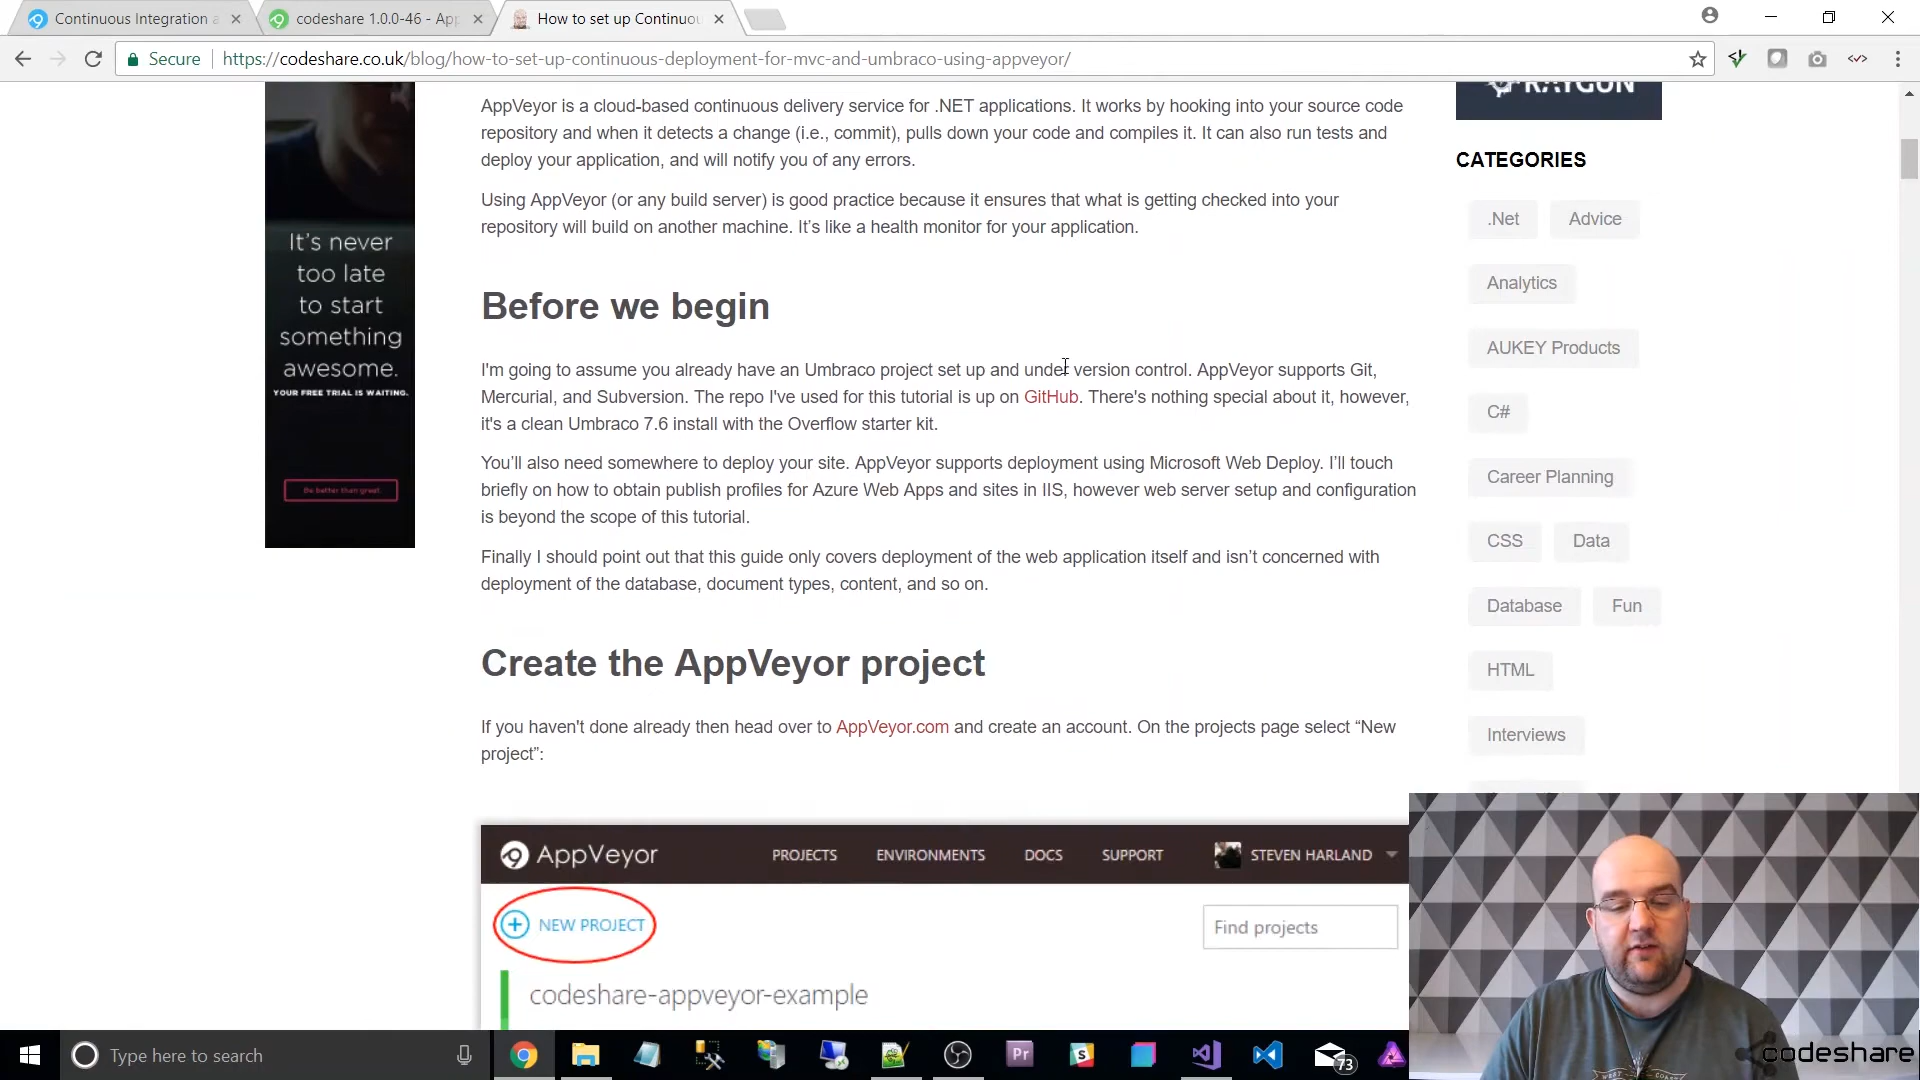 Continuous Integration a
codeshare 1.0.0-46 - App
How to set up Continuou
Secure
https://codeshare.co.uk/blog/how-to-set-up-continuous-deployment-for-mvc-and-umbraco-using-appveyor/
It's never
too late
to start
something
awesome.
YOUR FREE TRIAL IS WAITING.
Be better than great.
AppVeyor is a cloud-based continuous delivery service for .NET applications. It works by hooking into your source code
repository and when it detects a change (i.e., commit), pulls down your code and compiles it. It can also run tests and
deploy your application, and will notify you of any errors.
Using AppVeyor (or any build server) is good practice because it ensures that what is getting checked into your
repository will build on another machine. It’s like a health monitor for your application.
Before we begin
I'm going to assume you already have an Umbraco project set up and under version control. AppVeyor supports Git,
Mercurial, and Subversion. The repo I've used for this tutorial is up on GitHub. There's nothing special about it, however,
it's a clean Umbraco 7.6 install with the Overflow starter kit.
You’ll also need somewhere to deploy your site. AppVeyor supports deployment using Microsoft Web Deploy. I’ll touch
briefly on how to obtain publish profiles for Azure Web Apps and sites in IIS, however web server setup and configuration
is beyond the scope of this tutorial.
Finally I should point out that this guide only covers deployment of the web application itself and isn’t concerned with
deployment of the database, document types, content, and so on.
Create the AppVeyor project
If you haven't done already then head over to AppVeyor.com and create an account. On the projects page select “New
project”:
AppVeyor
PROJECTS
ENVIRONMENTS
DOCS
SUPPORT
STEVEN HARLAND
NEW PROJECT
Find projects
codeshare-appveyor-example
RAYGUN
CATEGORIES
.Net
Advice
Analytics
AUKEY Products
C#
Career Planning
CSS
Data
Database
Fun
HTML
Interviews
Type here to search
Pr
73
codeshare